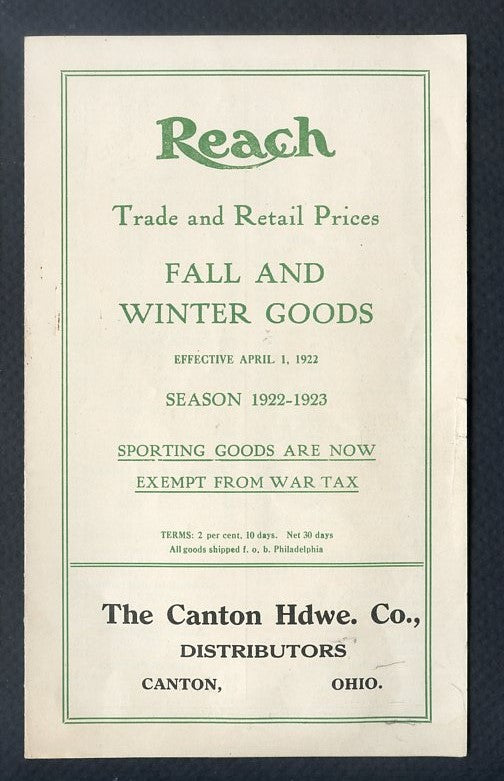 Reach
Trade and Retail Prices
FALL AND
WINTER GOODS
EFFECTIVE APRIL 1, 1922
SEASON 1922-1923
SPORTING GOODS ARE NOW
EXEMPT FROM WAR TAX
TERMS: 2 per cent, 10 days. Net 30 days
All goods shipped f. o. b. Philadelphia
The Canton Hdwe. Co.,
DISTRIBUTORS
CANTON, OHIO.